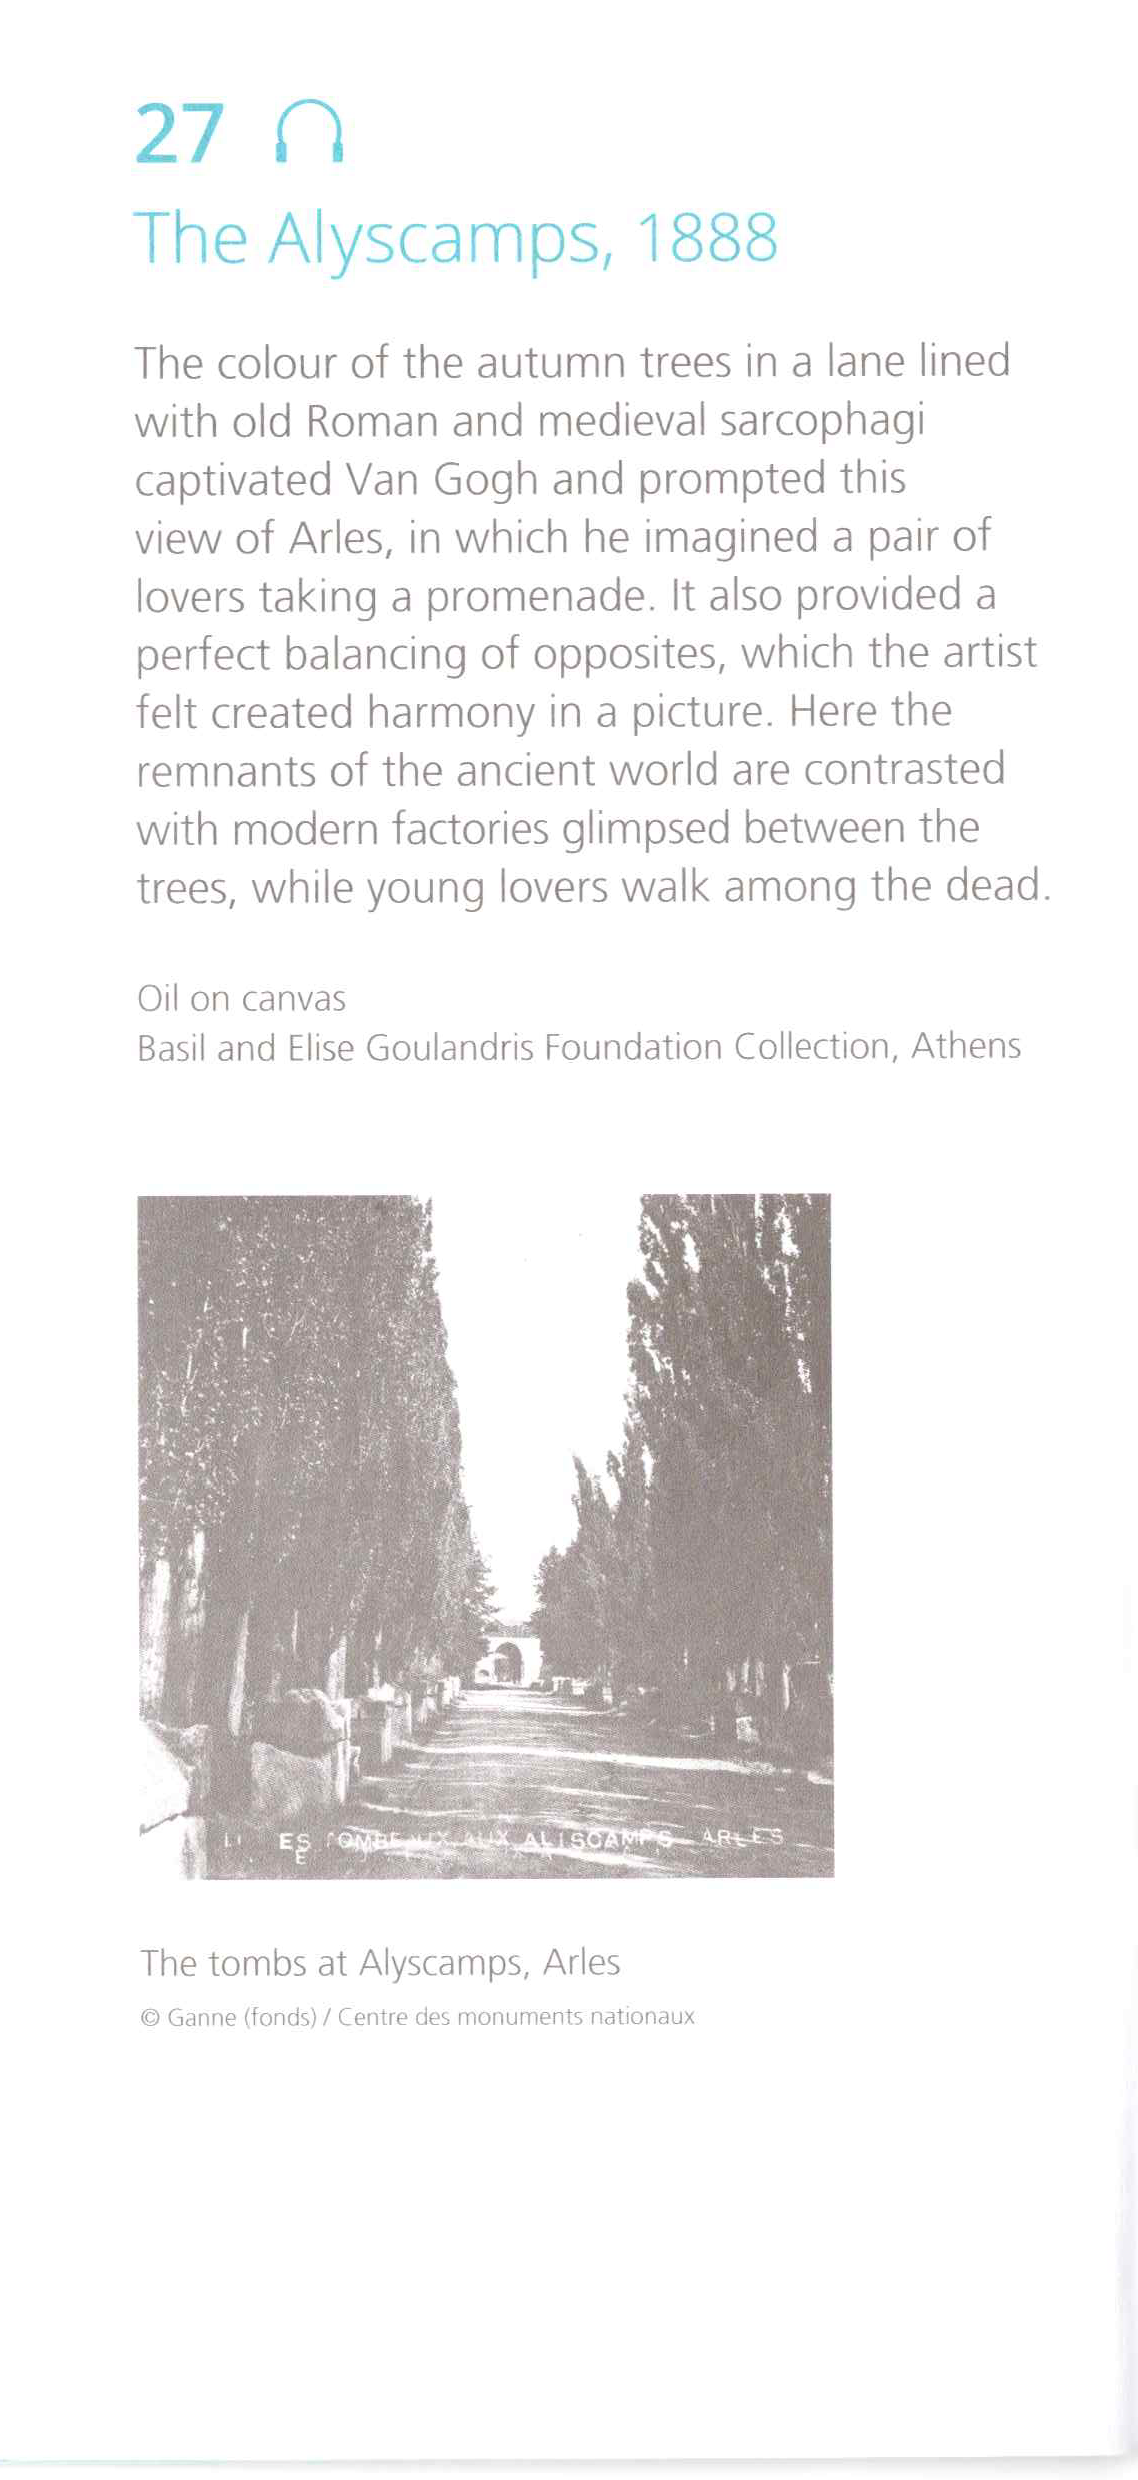 27
The Alyscamps, 1888
The colour of the autumn trees in a lane lined
with old Roman and medieval sarcophagi
captivated Van Gogh and prompted this
view of Arles, in which he imagined a pair of
lovers taking a promenade. It also provided a
perfect balancing of opposites, which the artist
felt created harmony in a picture. Here the
remnants of the ancient world are contrasted
with modern factories glimpsed between the
trees, while young lovers walk among the dead.
Oil on canvas
Basil and Elise Goulandris Foundation Collection, Athens
TOMBEAUX AUX ALISCAMPS ARLES
The tombs at Alyscamps, Arles
© Ganne (fonds) / Centre des monuments nationaux